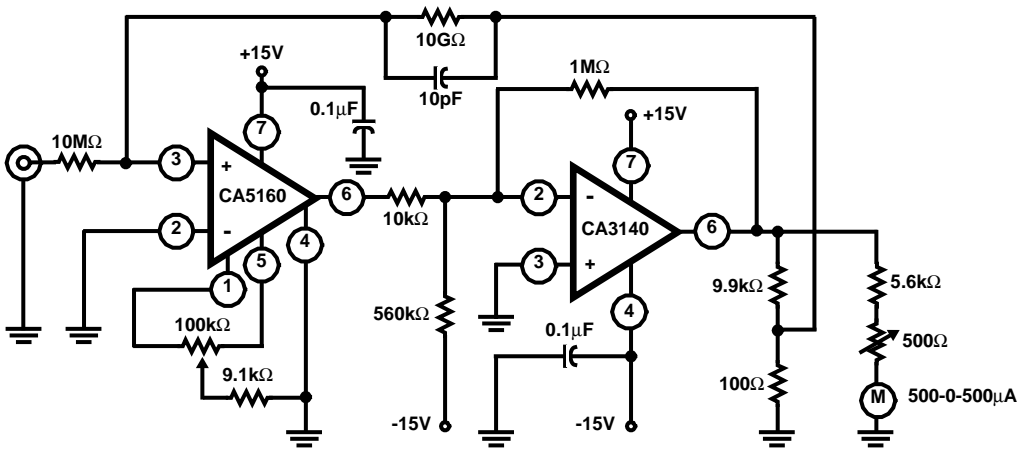 10GΩ
10pF
+15V
0.1μF
1MΩ
+15V
10MΩ
7
7
3
+
CA5160
6
2
-
CA3140
6
10kΩ
2
-
4
5
1
3
+
4
9.9kΩ
5.6kΩ
100kΩ
560kΩ
0.1μF
500Ω
9.1kΩ
100Ω
M
500-0-500μA
-15V
-15V